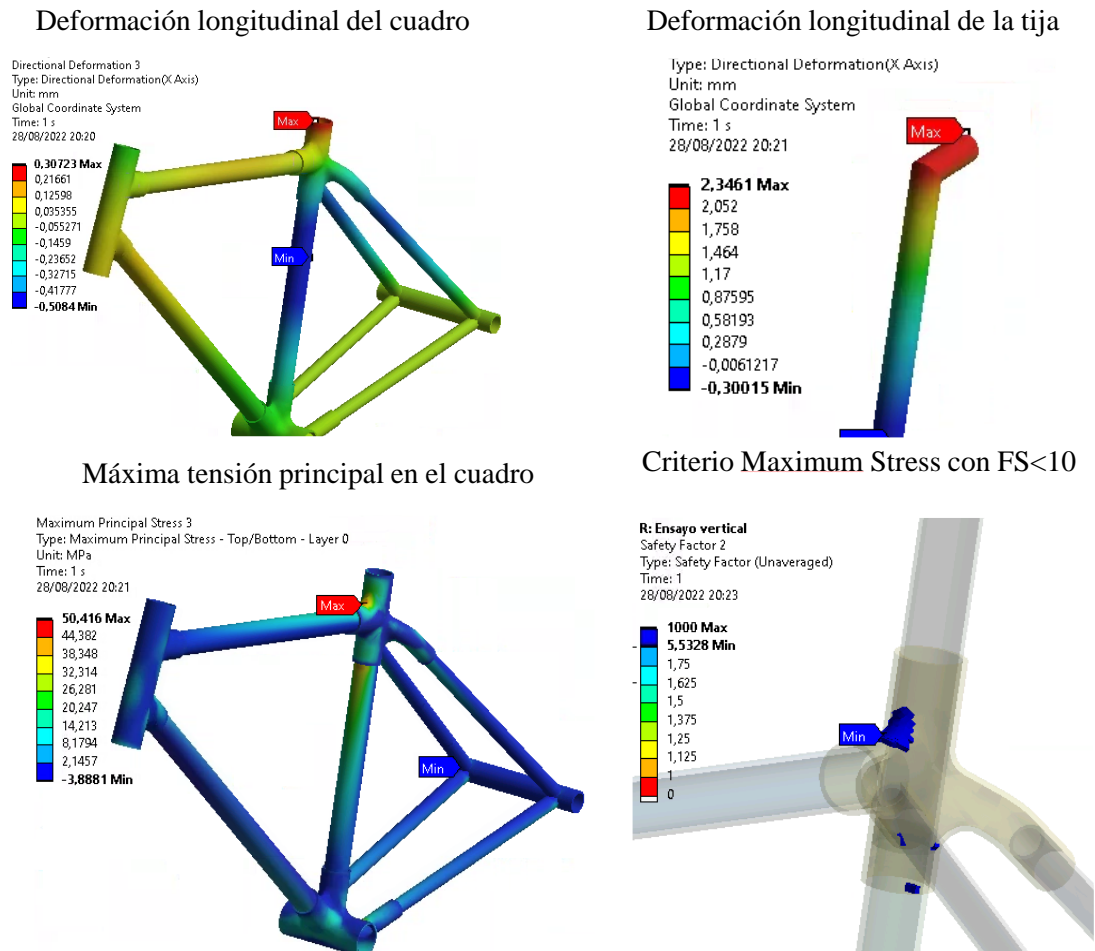 Deformación longitudinal del cuadro
Directional Deformation 3
Type: Directional Deformation(X Axis)
Unit: mm
Global Coordinate System
Time: 1 s
28/08/2022 20:20
0,30723 Max
0,21661
0,12598
0,035355
-0,055271
-0,1459
-0,23652
-0,32715
-0,41777
-0,5084 Min
Max
Min
Deformación longitudinal de la tija
Type: Directional Deformation(X Axis)
Unit: mm
Global Coordinate System
Time: 1 s
28/08/2022 20:21
2,3461 Max
2,052
1,758
1,464
1,17
0,87595
0,58193
0,2879
-0,0061217
-0,30015 Min
Max
Máxima tensión principal en el cuadro
Maximum Principal Stress 3
Type: Maximum Principal Stress - Top/Bottom - Layer 0
Unit: MPa
Time: 1 s
28/08/2022 20:21
50,416 Max
44,382
38,348
32,314
26,281
20,247
14,213
8,1794
2,1457
-3,8881 Min
Max
Min
Criterio Maximum Stress con FS<10
R: Ensayo vertical
Safety Factor 2
Type: Safety Factor (Unaveraged)
Time: 1
28/08/2022 20:23
1000 Max
5,5328 Min
1,75
1,625
1,5
1,375
1,25
1,125
1
0
Min